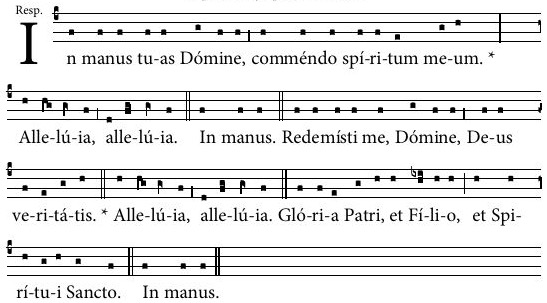 Resp.
In manus tu-as Dómine, comméndo spí-ri-tum me-um. *
Alle-lú-ia, alle-lú-ia. In manus. Redemísti me, Dómine, De-us
ve-ri-tá-tis. * Alle-lú-ia, alle-lú-ia. Gló-ri-a Patri, et Fí-li-o, et Spi-
rí-tu-i Sancto. In manus.